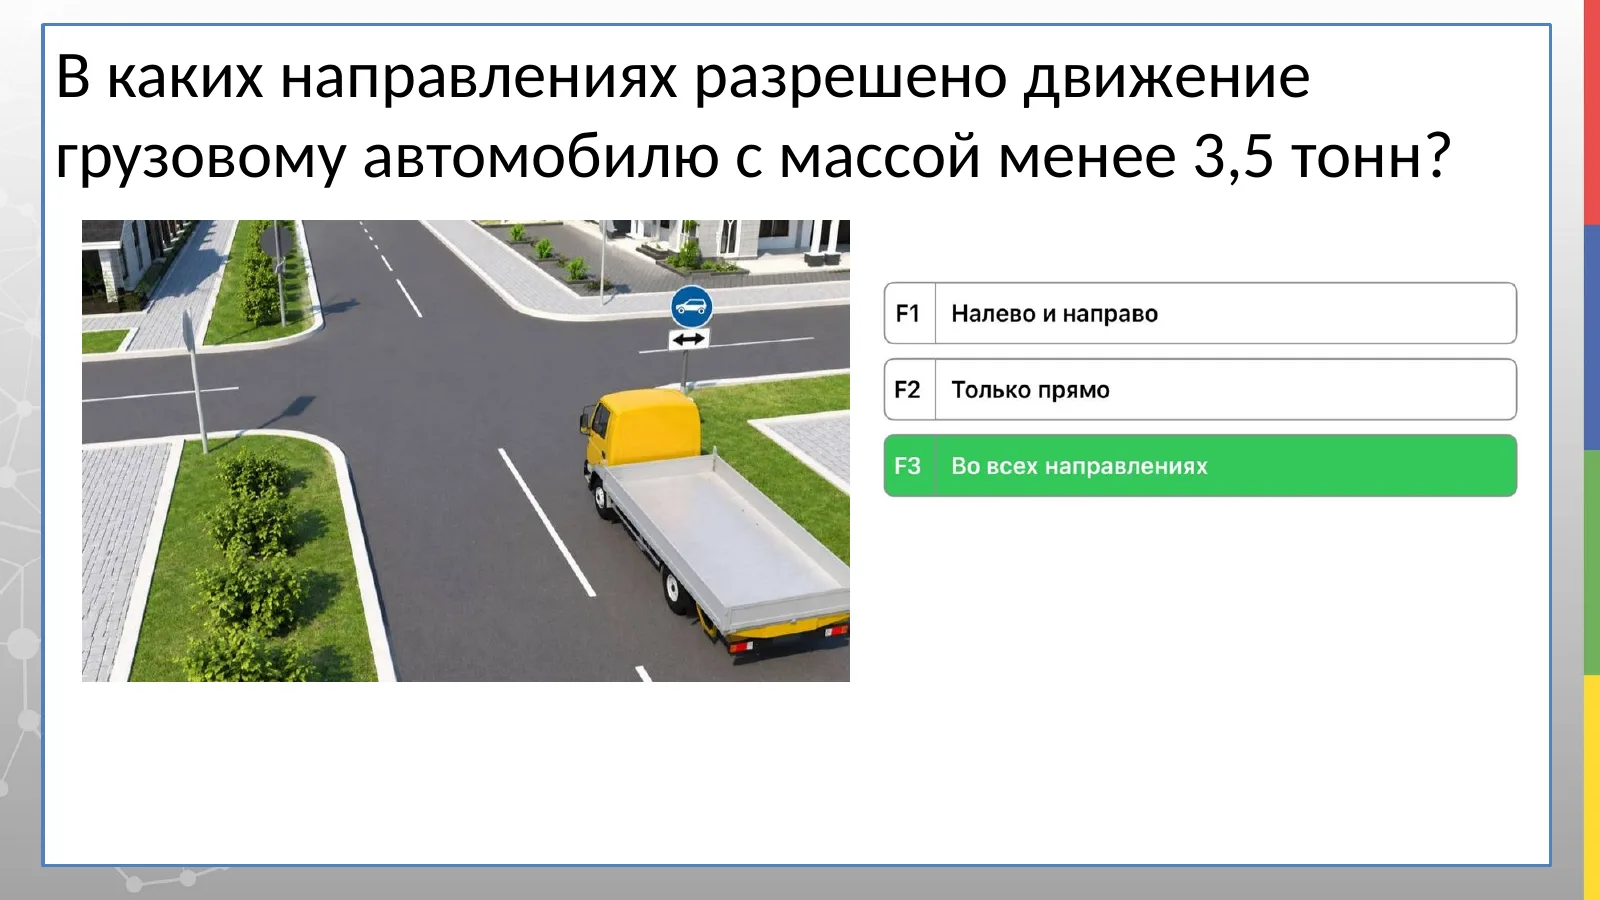 В каких направлениях разрешено движение
грузовому автомобилю с массой менее 3,5 тонн?
F1 Налево и направо
F2 Только прямо
F3 Во всех направлениях